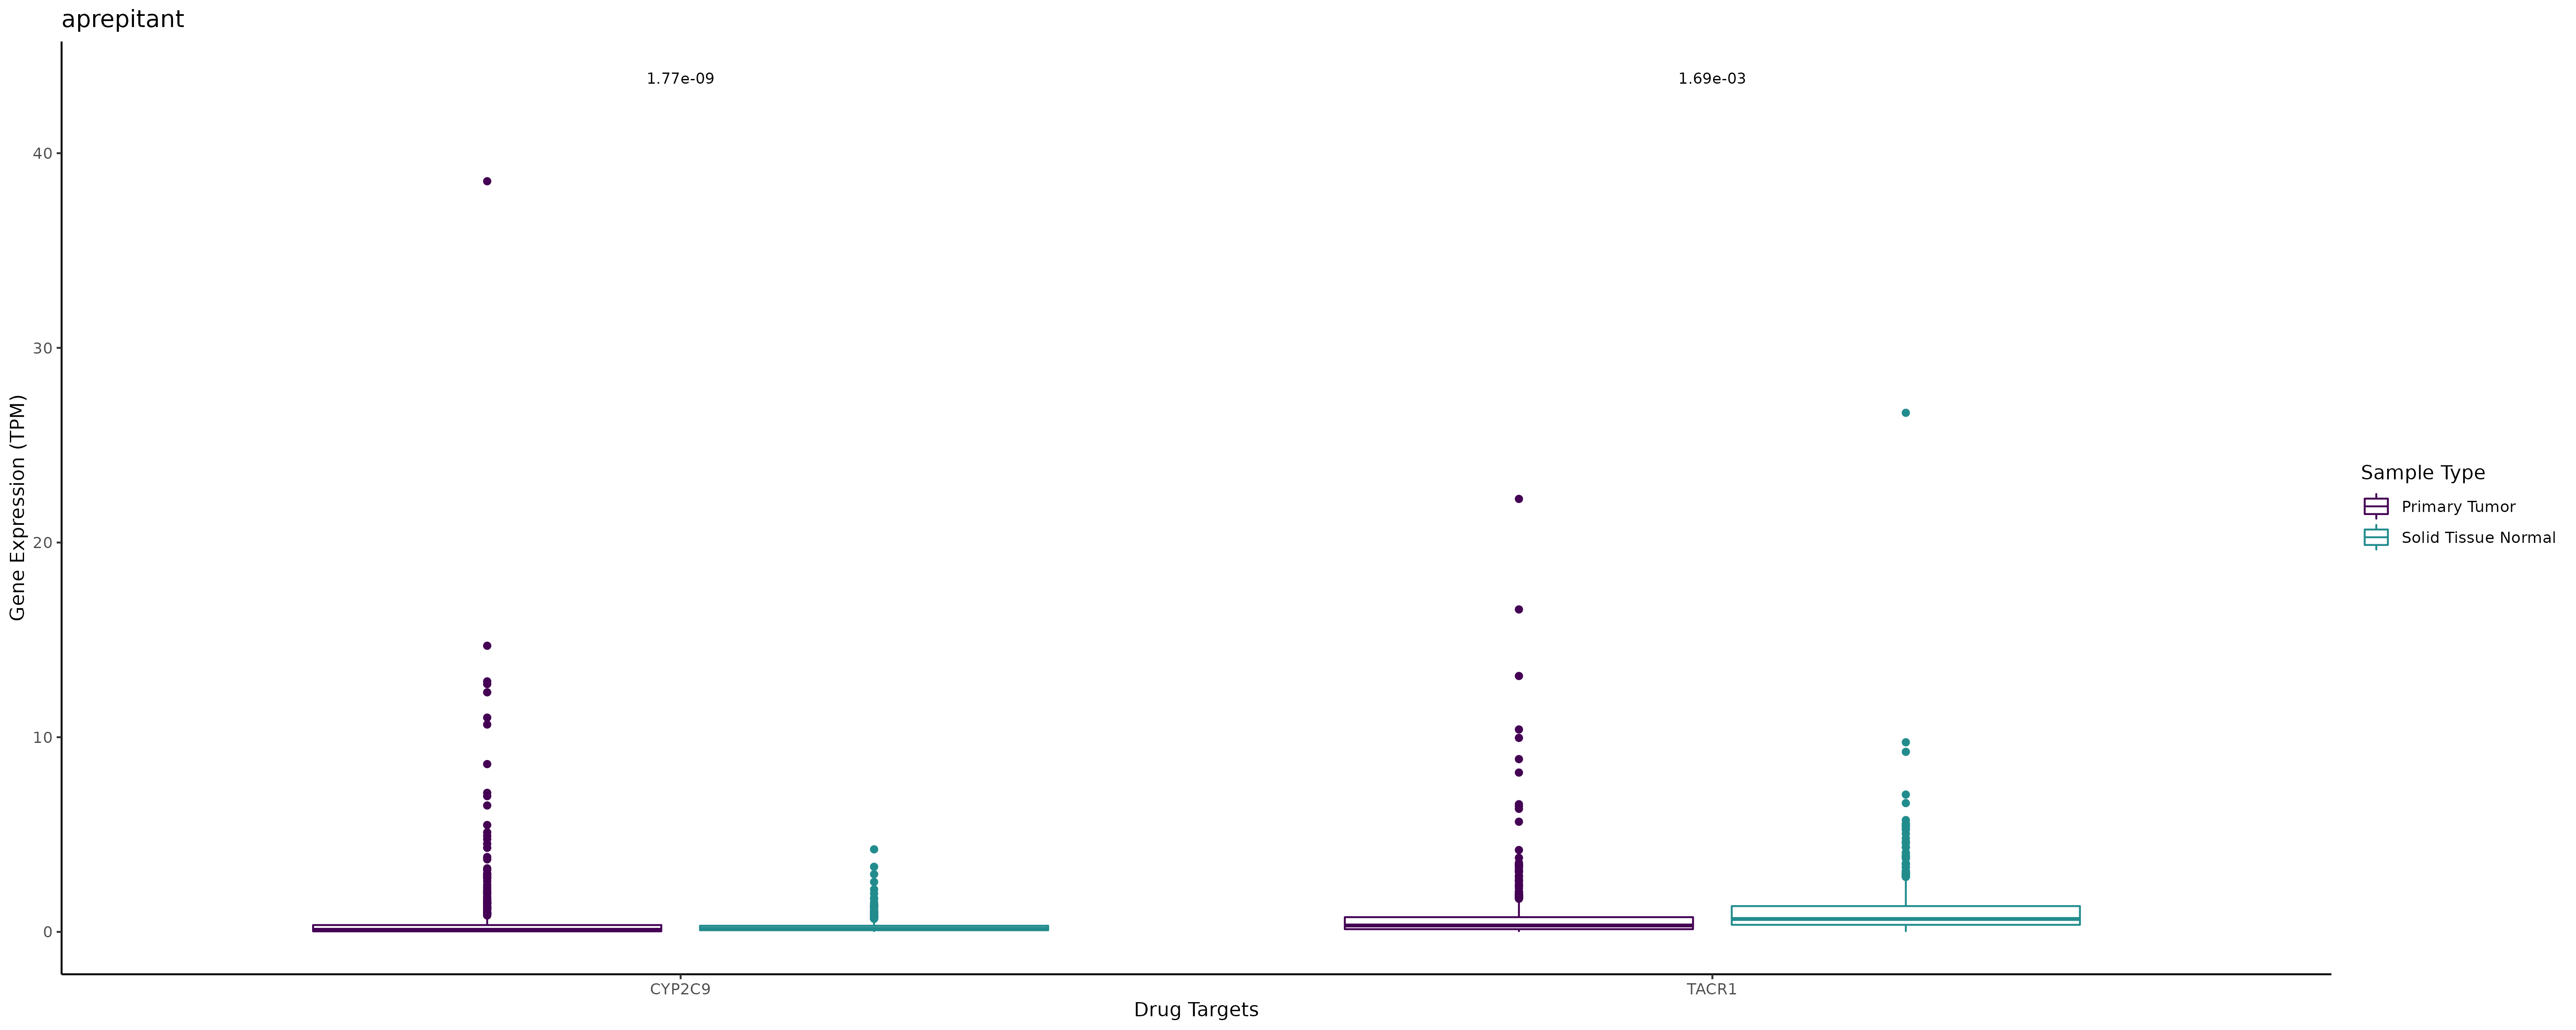 aprepitant
1.77e-09
1.69e-03
40
30
20
10
0
Gene Expression (TPM)
CYP2C9
TACR1
Drug Targets
Sample Type
Primary Tumor
Solid Tissue Normal